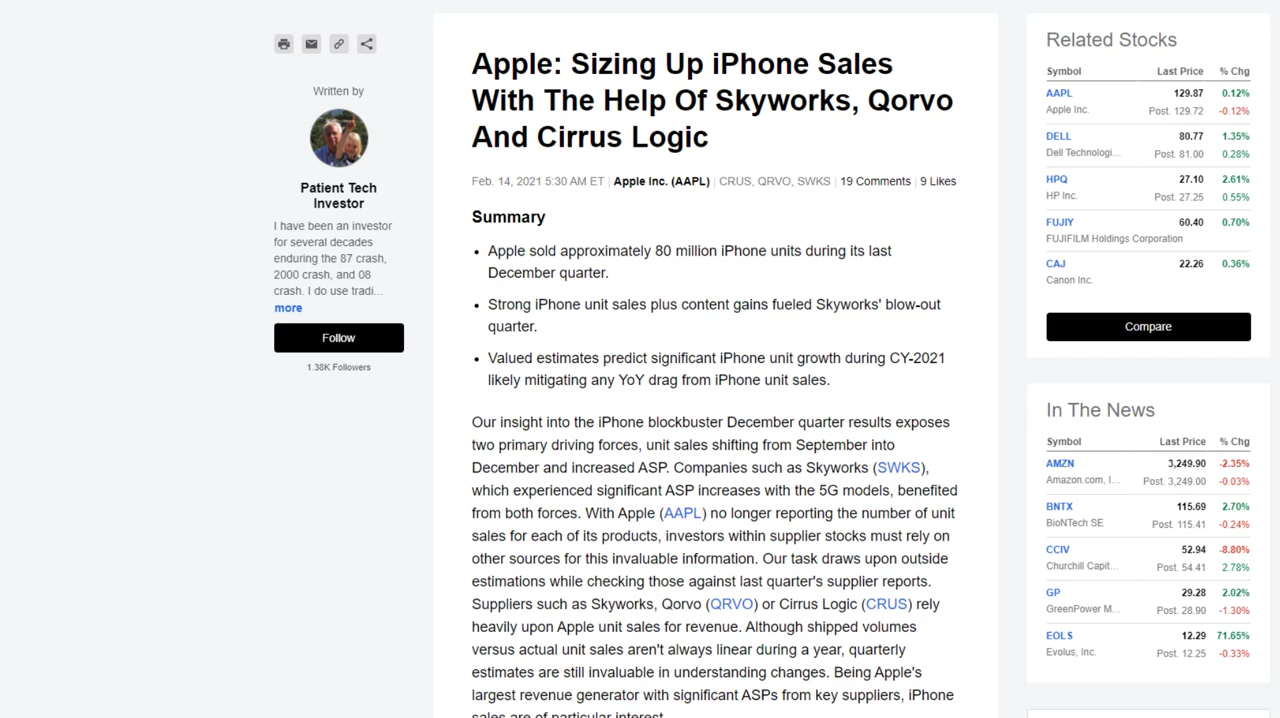 Written by
Patient Tech
Investor
I have been an investor
for several decades
enduring the 87 crash,
2000 crash, and 08
crash. I do use tradi...
more
Follow
1.38K Followers
Apple: Sizing Up iPhone Sales
With The Help Of Skyworks, Qorvo
And Cirrus Logic
Feb. 14, 2021 5:30 AM ET | Apple Inc. (AAPL) | CRUS, QRVO, SWKS | 19 Comments | 9 Likes
Summary
• Apple sold approximately 80 million iPhone units during its last
December quarter.
• Strong iPhone unit sales plus content gains fueled Skyworks' blow-out
quarter.
• Valued estimates predict significant iPhone unit growth during CY-2021
likely mitigating any YoY drag from iPhone unit sales.
Our insight into the iPhone blockbuster December quarter results exposes
two primary driving forces, unit sales shifting from September into
December and increased ASP. Companies such as Skyworks (SWKS),
which experienced significant ASP increases with the 5G models, benefited
from both forces. With Apple (AAPL) no longer reporting the number of unit
sales for each of its products, investors within supplier stocks must rely on
other sources for this invaluable information. Our task draws upon outside
estimations while checking those against last quarter's supplier reports.
Suppliers such as Skyworks, Qorvo (QRVO) or Cirrus Logic (CRUS) rely
heavily upon Apple unit sales for revenue. Although shipped volumes
versus actual unit sales aren't always linear during a year, quarterly
estimates are still invaluable in understanding changes. Being Apple's
largest revenue generator with significant ASPs from key suppliers, iPhone
sales are of particular interest.
Related Stocks
Symbol Last Price % Chg
AAPL 129.87 0.12%
Apple Inc. Post. 129.72 -0.12%
DELL 80.77 1.35%
Dell Technologi... Post. 81.00 0.28%
HPQ 27.10 2.61%
HP Inc. Post. 27.25 0.55%
FUJIY 60.40 0.70%
FUJIFILM Holdings Corporation
CAJ 22.26 0.36%
Canon Inc.
Compare
In The News
Symbol Last Price % Chg
AMZN 3,249.90 -2.35%
Amazon.com, I... Post. 3,249.00 -0.03%
BNTX 115.69 2.70%
BioNTech SE Post. 115.41 -0.24%
CCIV 52.94 -8.80%
Churchill Capit... Post. 54.41 2.78%
GP 29.28 2.02%
GreenPower M... Post. 28.90 -1.30%
EOLS 12.29 71.65%
Evolus, Inc. Post. 12.25 -0.33%